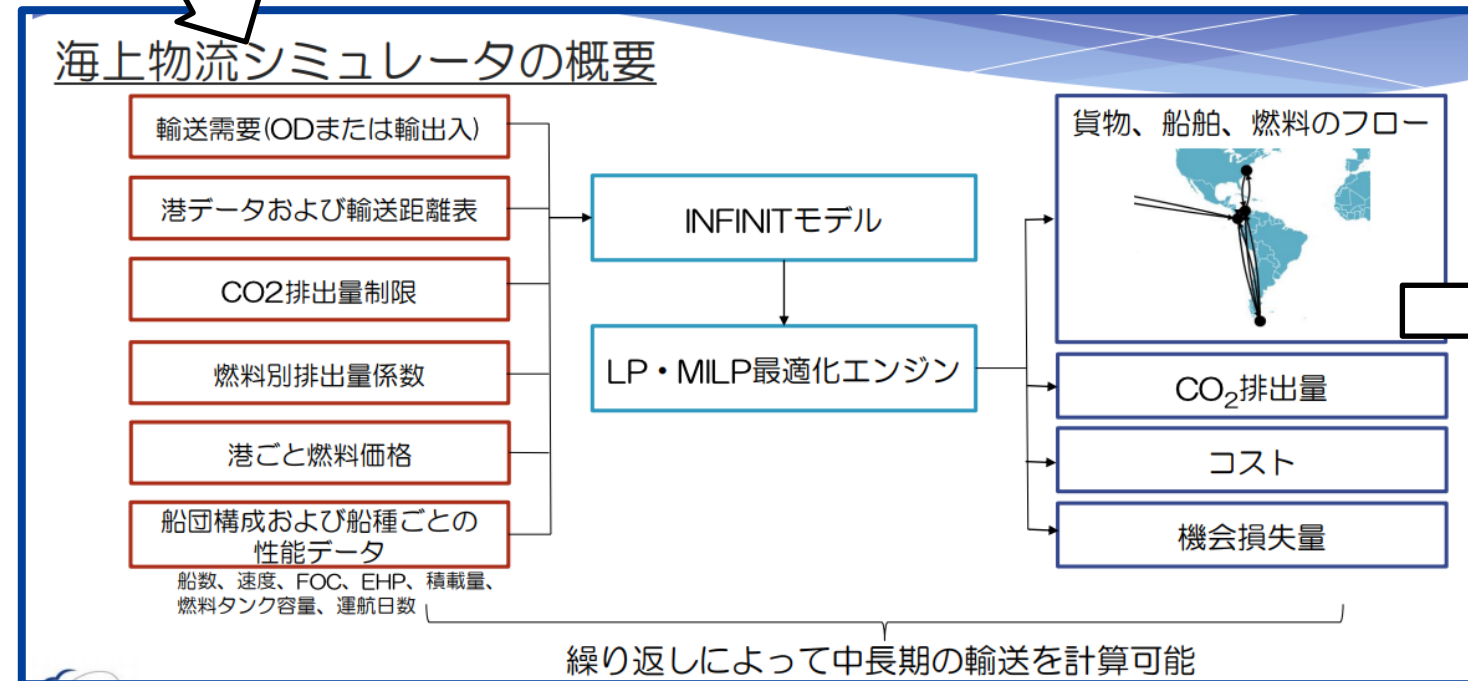 海上物流シミュレータの概要
輸送需要(ODまたは輸出入)
港データおよび輸送距離表
CO2排出量制限
燃料別排出量係数
港ごと燃料価格
船団構成および船種ごとの
性能データ
船数、速度、FOC、EHP、積載量、
燃料タンク容量、運航日数
INFINITモデル
LP・MILP最適化エンジン
貨物、船舶、燃料のフロー
CO₂排出量
コスト
機会損失量
繰り返しによって中長期の輸送を計算可能